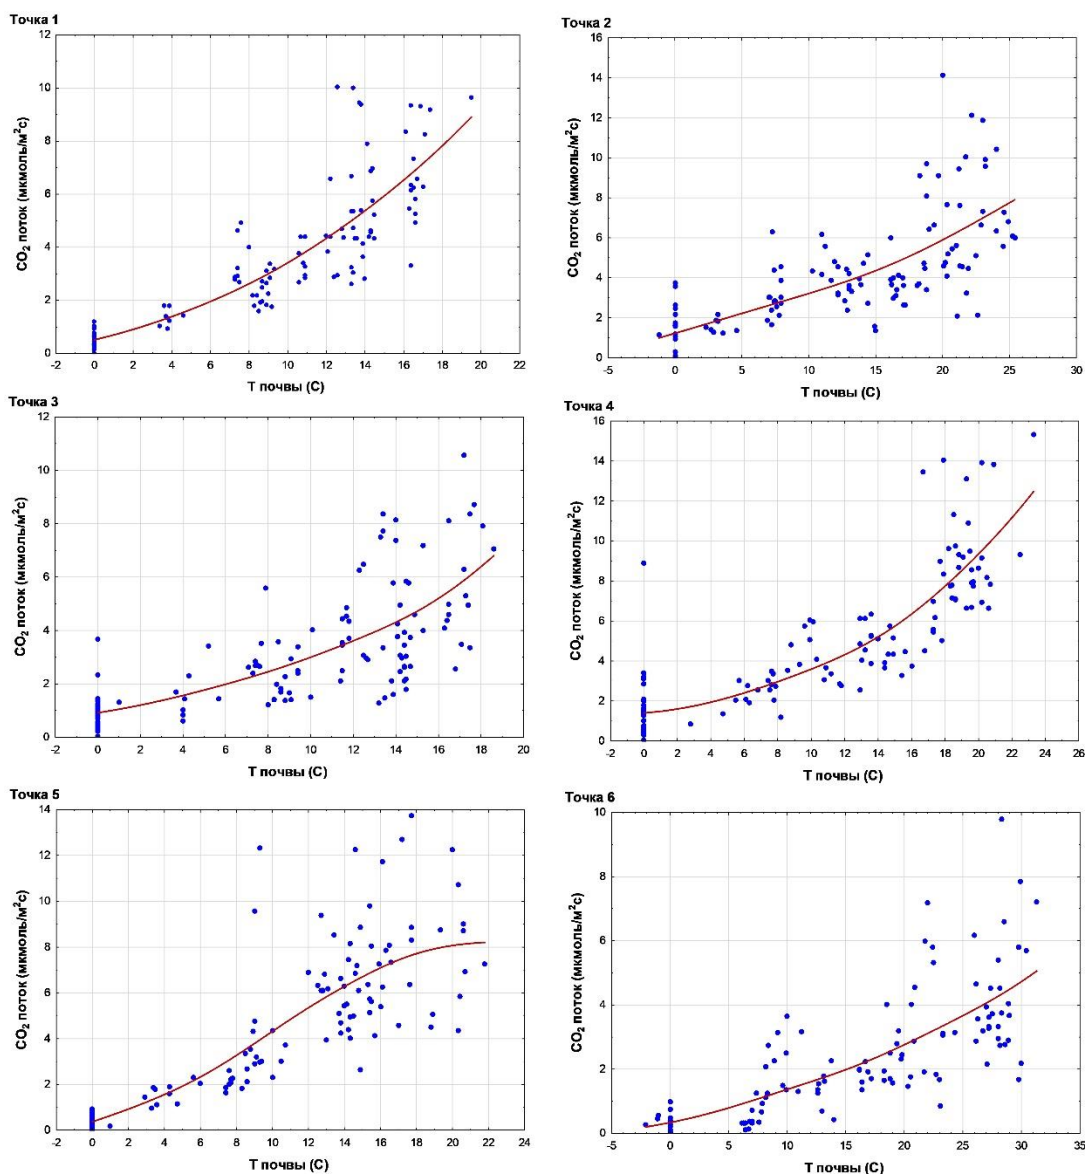 Точка 1
CO2 поток (мкмоль/м²с)
12
10
8
6
4
2
0
-2 0 2 4 6 8 10 12 14 16 18 20 22
Т почвы (С)
Точка 2
CO2 поток (мкмоль/м²с)
16
14
12
10
8
6
4
2
0
-5 0 5 10 15 20 25 30
Т почвы (С)
Точка 3
CO2 поток (мкмоль/м²с)
12
10
8
6
4
2
0
-2 0 2 4 6 8 10 12 14 16 18 20
Т почвы (С)
Точка 4
CO2 поток (мкмоль/м²с)
16
14
12
10
8
6
4
2
0
-2 0 2 4 6 8 10 12 14 16 18 20 22 24 26
Т почвы (С)
Точка 5
CO2 поток (мкмоль/м²с)
14
12
10
8
6
4
2
0
-2 0 2 4 6 8 10 12 14 16 18 20 22 24
Т почвы (С)
Точка 6
CO2 поток (мкмоль/м²с)
10
8
6
4
2
0
-5 0 5 10 15 20 25 30 35
Т почвы (С)